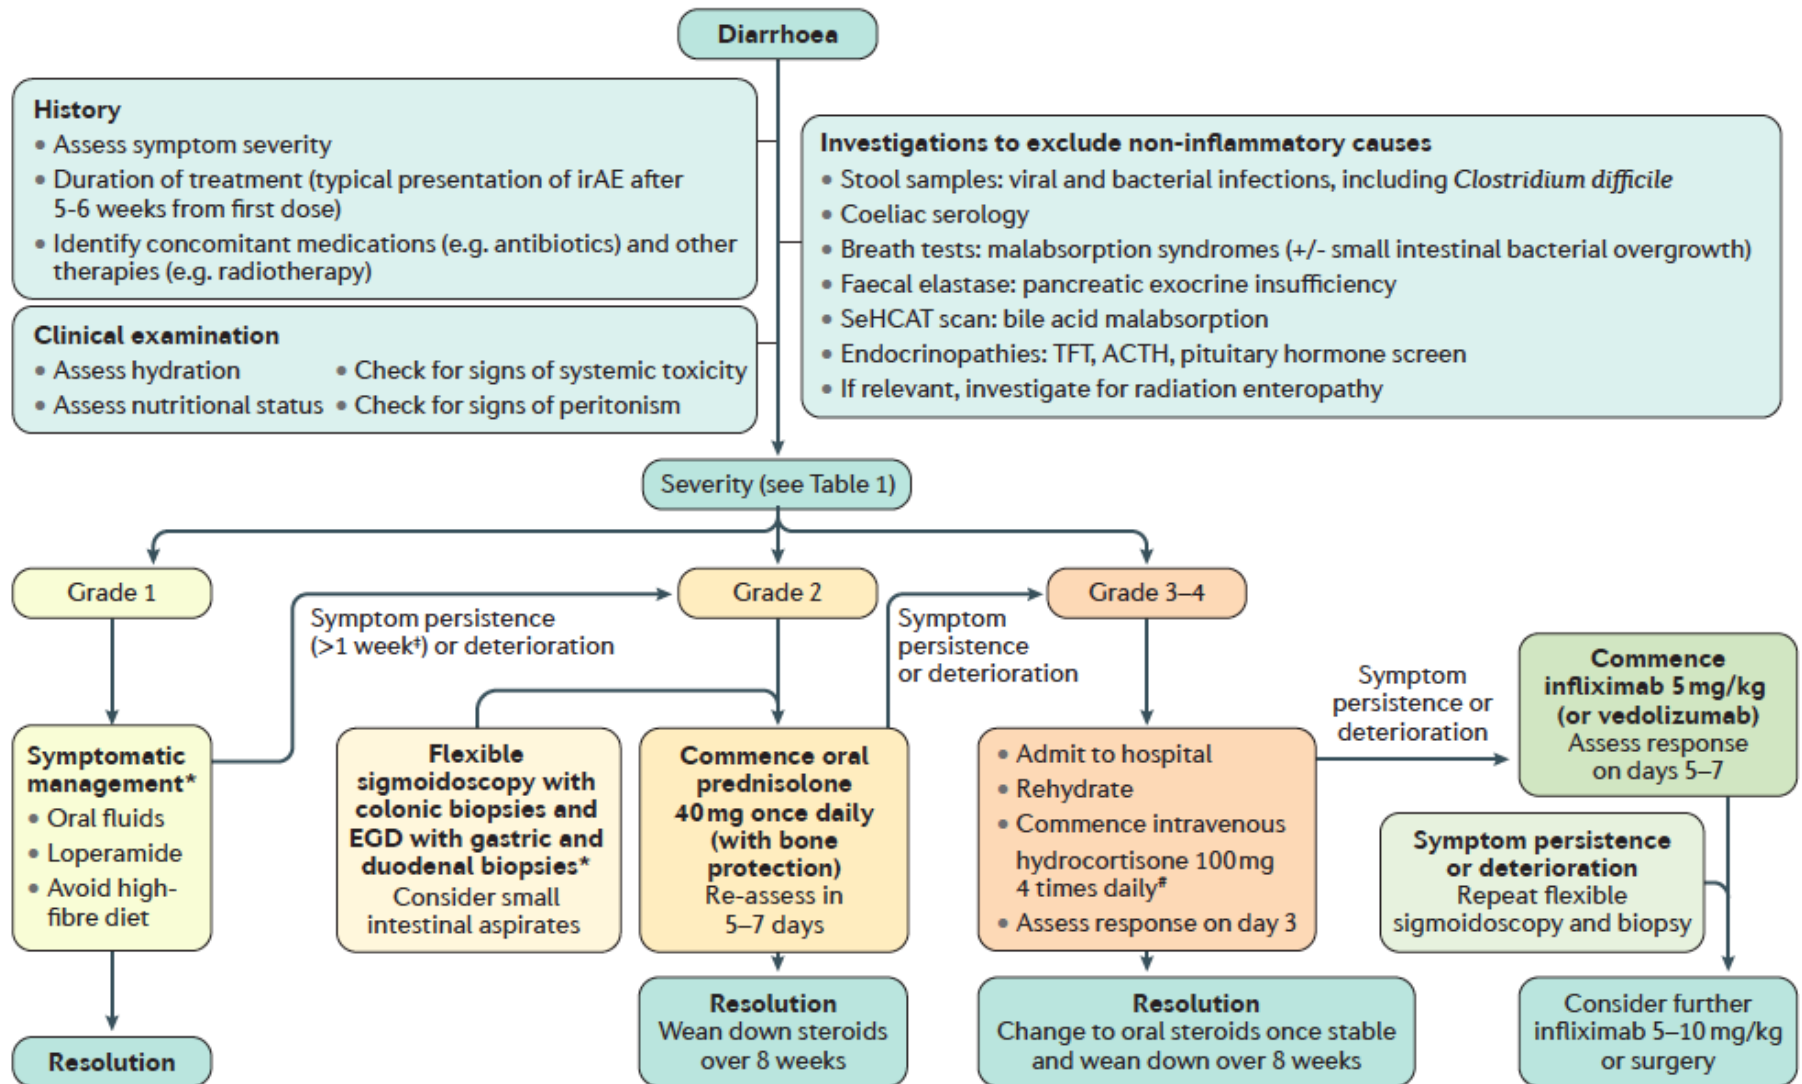 Diarrhoea
History
• Assess symptom severity
• Duration of treatment (typical presentation of irAE after
5-6 weeks from first dose)
• Identify concomitant medications (e.g. antibiotics) and other
therapies (e.g. radiotherapy)
Clinical examination
• Assess hydration
• Check for signs of systemic toxicity
• Assess nutritional status
• Check for signs of peritonism
Investigations to exclude non-inflammatory causes
• Stool samples: viral and bacterial infections, including Clostridium difficile
• Coeliac serology
• Breath tests: malabsorption syndromes (+/- small intestinal bacterial overgrowth)
• Faecal elastase: pancreatic exocrine insufficiency
• SeHCAT scan: bile acid malabsorption
• Endocrinopathies: TFT, ACTH, pituitary hormone screen
• If relevant, investigate for radiation enteropathy
Severity (see Table 1)
Grade 1
Symptom persistence
(>1 week‡) or deterioration
Grade 2
Symptom
persistence
or deterioration
Grade 3–4
Symptomatic
management*
• Oral fluids
• Loperamide
• Avoid high-
fibre diet
Flexible
sigmoidoscopy with
colonic biopsies and
EGD with gastric and
duodenal biopsies*
Consider small
intestinal aspirates
Commence oral
prednisolone
40 mg once daily
(with bone
protection)
Re-assess in
5–7 days
• Admit to hospital
• Rehydrate
• Commence intravenous
hydrocortisone 100 mg
4 times daily#
• Assess response on day 3
Symptom
persistence or
deterioration
Commence
infliximab 5 mg/kg
(or vedolizumab)
Assess response
on days 5–7
Symptom persistence
or deterioration
Repeat flexible
sigmoidoscopy and biopsy
Resolution
Resolution
Wean down steroids
over 8 weeks
Resolution
Change to oral steroids once stable
and wean down over 8 weeks
Consider further
infliximab 5–10 mg/kg
or surgery